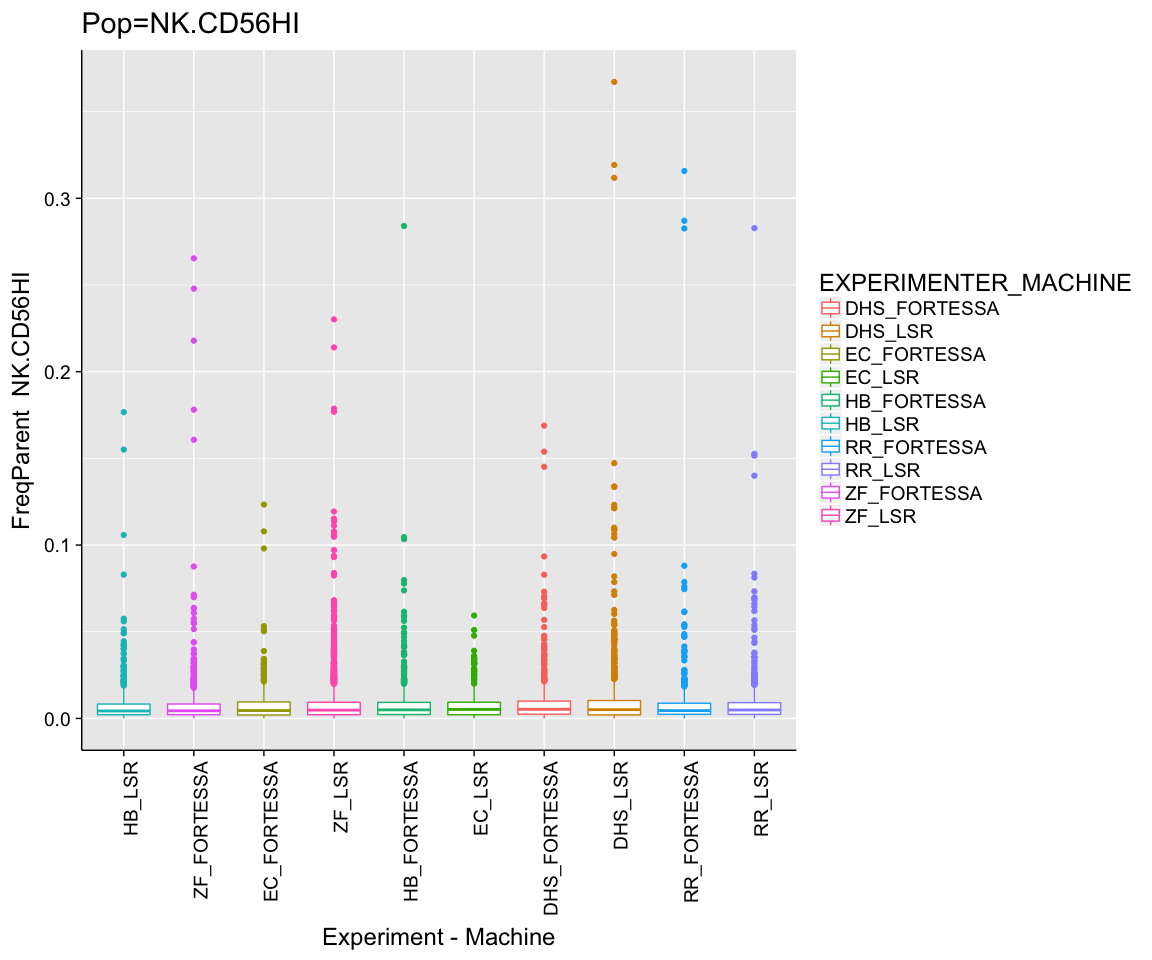 Pop=NK.CD56HI
FreqParent  NK.CD56HI
0.3
0.2
0.1
0.0
HB_LSR
ZF_FORTESSA
EC_FORTESSA
ZF_LSR
HB_FORTESSA
EC_LSR
DHS_FORTESSA
DHS_LSR
RR_FORTESSA
RR_LSR
Experiment - Machine
EXPERIMENTER_MACHINE
DHS_FORTESSA
DHS_LSR
EC_FORTESSA
EC_LSR
HB_FORTESSA
HB_LSR
RR_FORTESSA
RR_LSR
ZF_FORTESSA
ZF_LSR